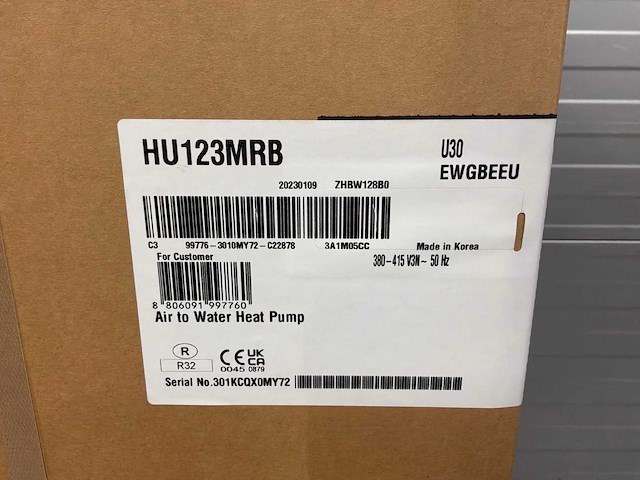 HU123MRB
U30
EWGBEEU
20230109 ZHBW128B0
C3 99776-3010MY72-C22878 3A1M05CC Made in Korea
For Customer 380-415 V3N~ 50 Hz
8 806091 997760
Air to Water Heat Pump
R
R32
CE UK CA
0045 0879
Serial No.301KCQX0MY72